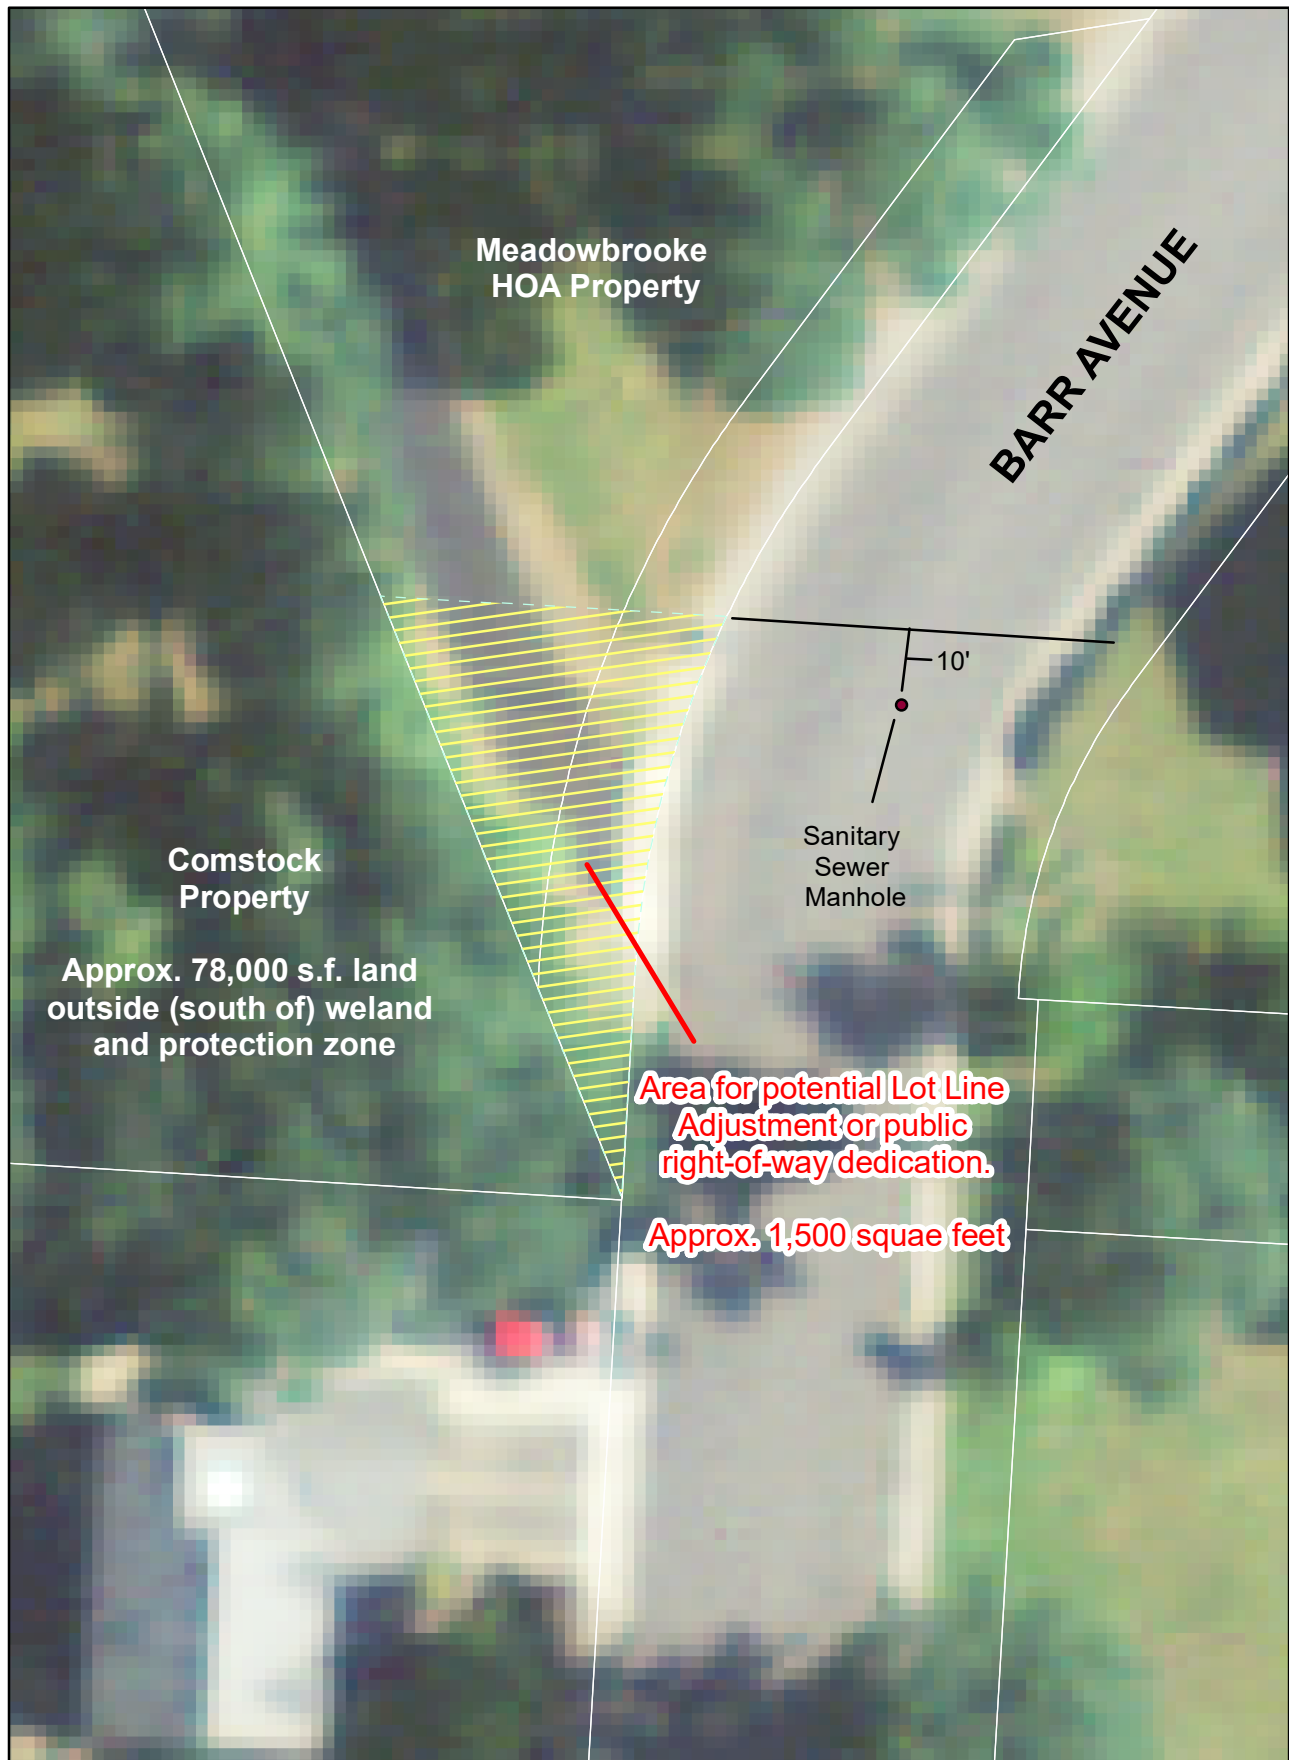 Meadowbrooke
HOA Property
BARR AVENUE
10'
Sanitary
Sewer
Manhole
Comstock
Property
Approx. 78,000 s.f. land
outside (south of) weland
and protection zone
Area for potential Lot Line
Adjustment or public
right-of-way dedication.
Approx. 1,500 squae feet